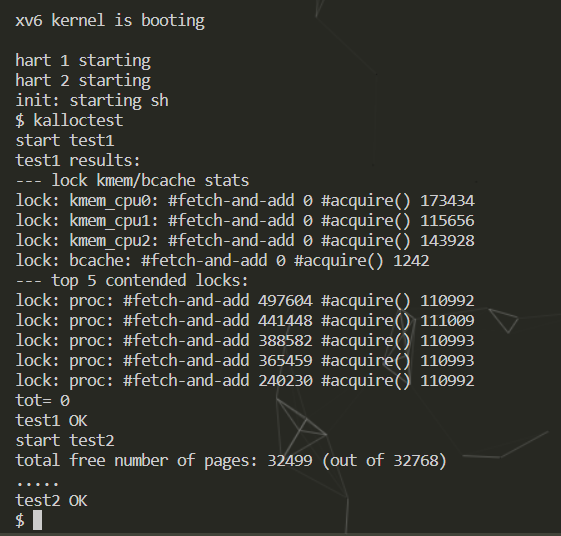 xv6 kernel is booting
hart 1 starting
hart 2 starting
init: starting sh
$ kalloctest
start test1
test1 results:
--- lock kmem/bcache stats
lock: kmem_cpu0: #fetch-and-add 0 #acquire() 173434
lock: kmem_cpu1: #fetch-and-add 0 #acquire() 115656
lock: kmem_cpu2: #fetch-and-add 0 #acquire() 143928
lock: bcache: #fetch-and-add 0 #acquire() 1242
--- top 5 contended locks:
lock: proc: #fetch-and-add 497604 #acquire() 110992
lock: proc: #fetch-and-add 441448 #acquire() 111009
lock: proc: #fetch-and-add 388582 #acquire() 110993
lock: proc: #fetch-and-add 365459 #acquire() 110993
lock: proc: #fetch-and-add 240230 #acquire() 110992
tot= 0
test1 OK
start test2
total free number of pages: 32499 (out of 32768)
.....
test2 OK
$